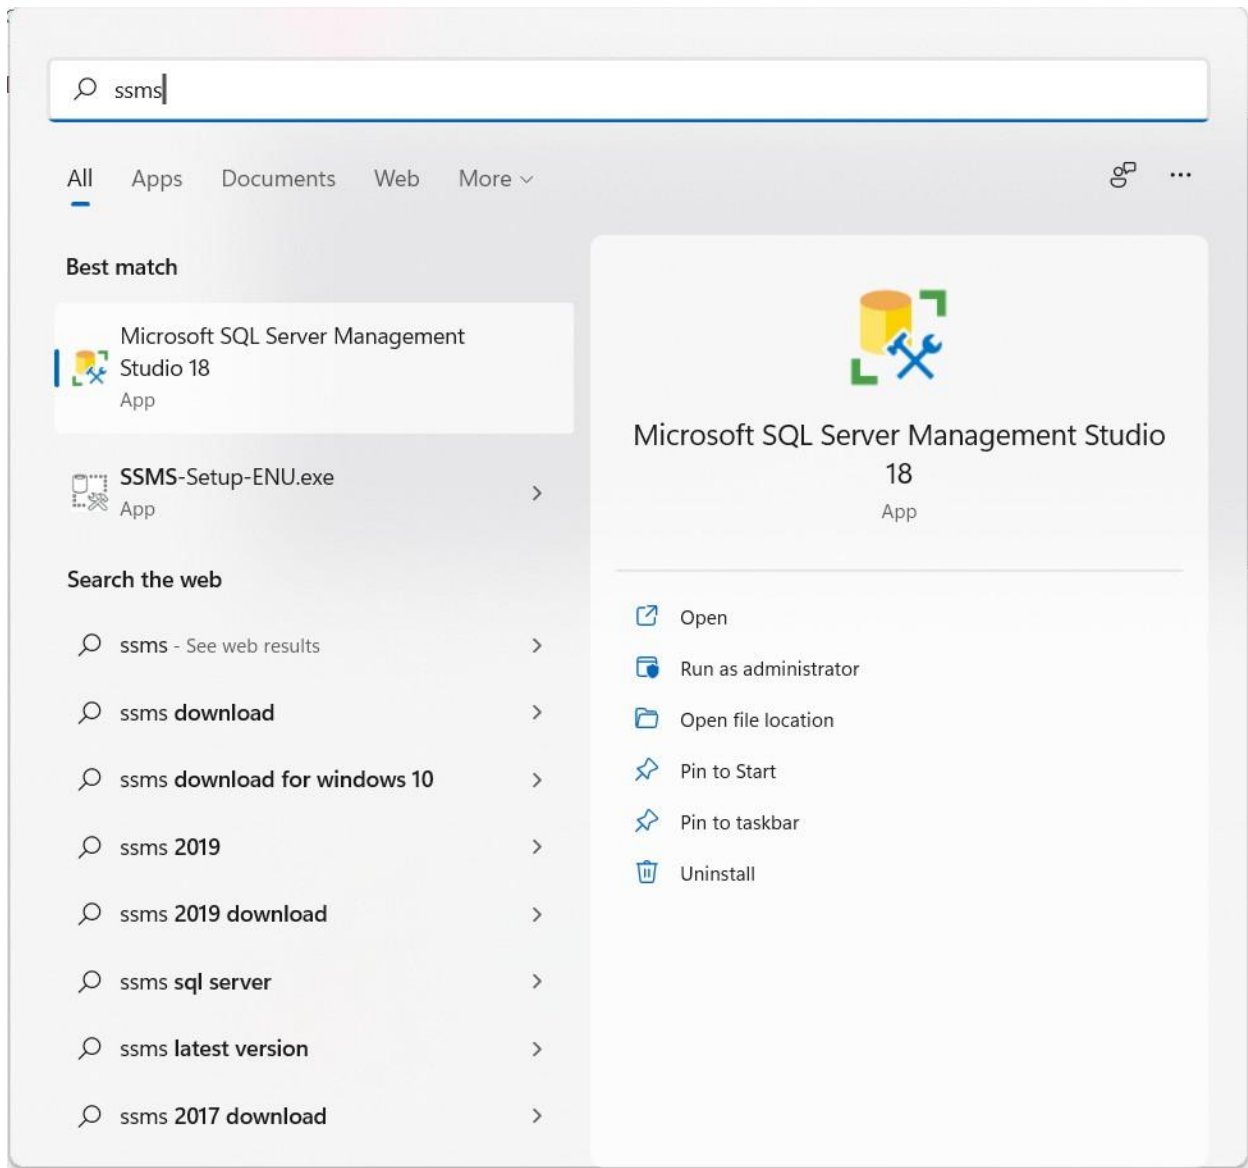 ssms
All Apps Documents Web More
Best match
Microsoft SQL Server Management
Studio 18
App
SSMS-Setup-ENU.exe
App
Search the web
ssms - See web results
ssms download
ssms download for windows 10
ssms 2019
ssms 2019 download
ssms sql server
ssms latest version
ssms 2017 download
Microsoft SQL Server Management Studio
18
App
Open
Run as administrator
Open file location
Pin to Start
Pin to taskbar
Uninstall